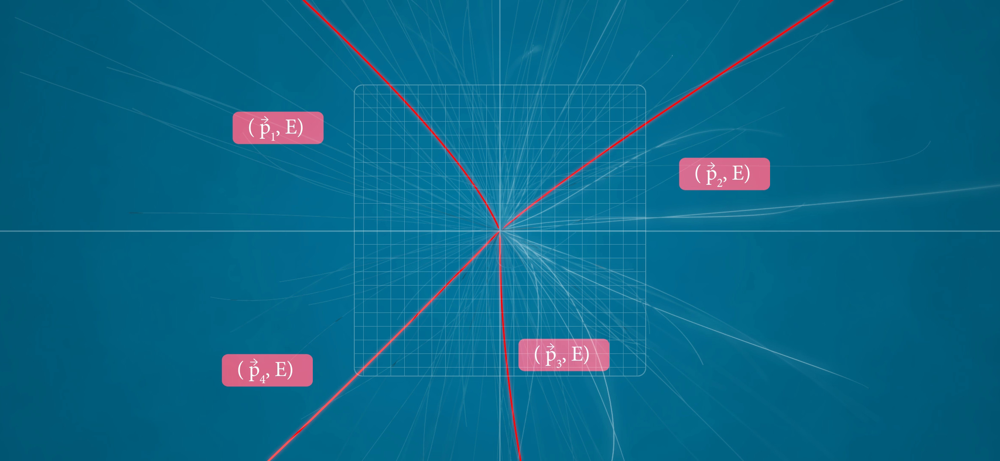 ( p⃗₁, E)
( p⃗₂, E)
( p⃗₃, E)
( p⃗₄, E)